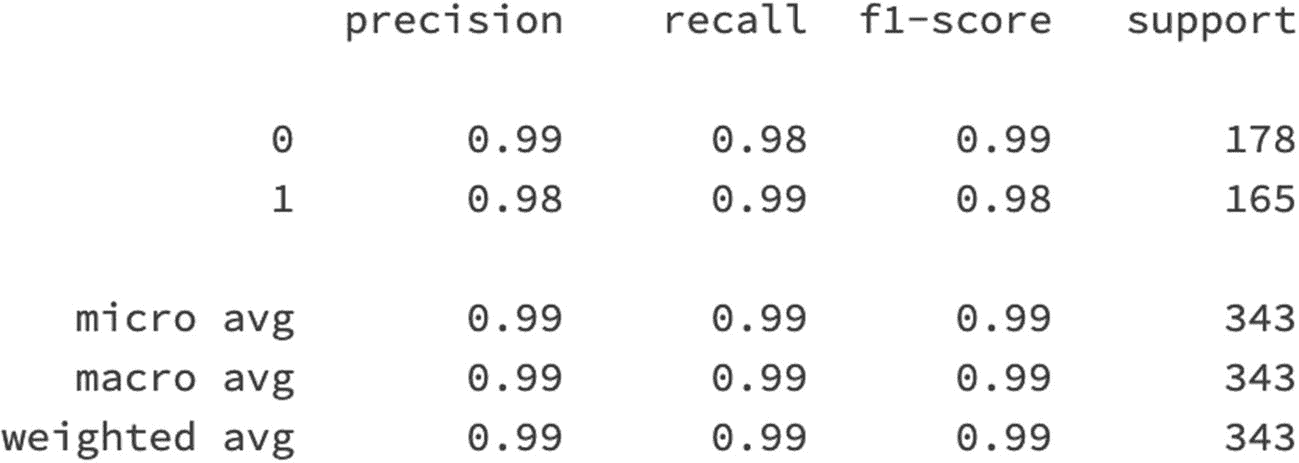 precision recall f1-score support
0 0.99 0.98 0.99 178
1 0.98 0.99 0.98 165
micro avg 0.99 0.99 0.99 343
macro avg 0.99 0.99 0.99 343
weighted avg 0.99 0.99 0.99 343